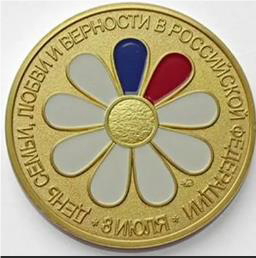 ДЕНЬ СЕМЬИ, ЛЮБВИ И ВЕРНОСТИ В РОССИЙСКОЙ ФЕДЕРАЦИИ
* 8 ИЮЛЯ *